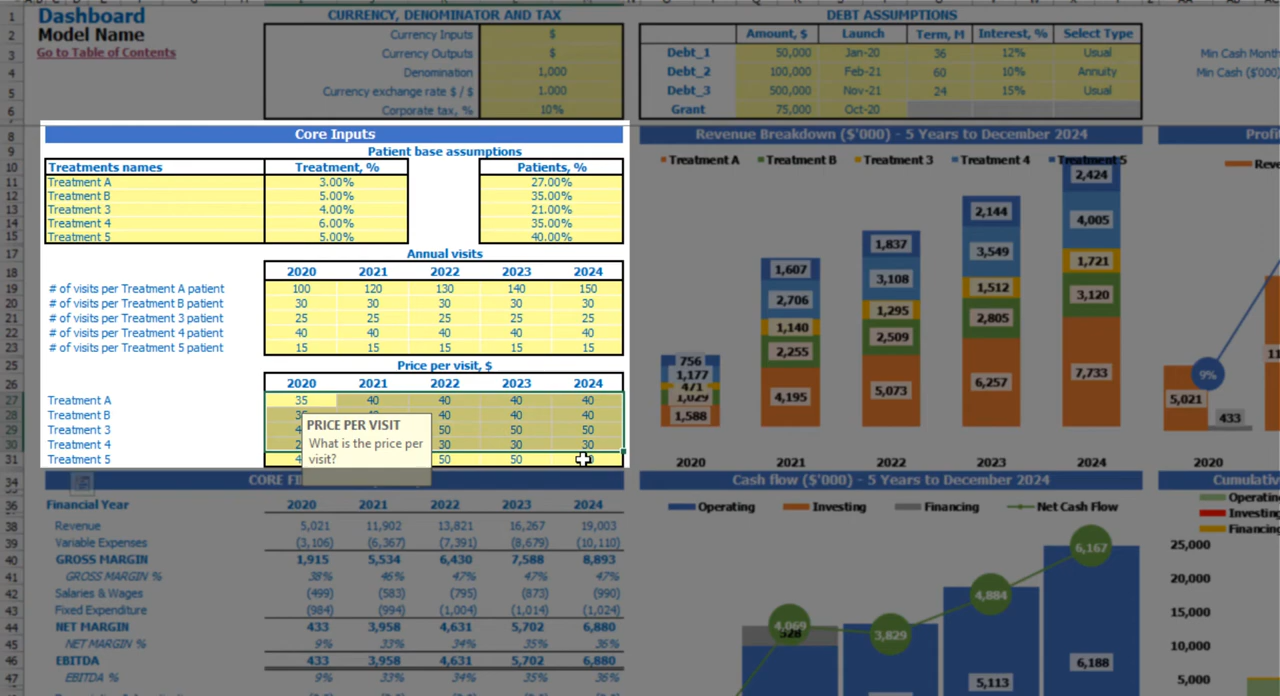 Dashboard
Model Name
Go to Table of Contents
CURRENCY, DENOMINATOR AND TAX
Currency Inputs $
Currency Outputs $
Denomination 1,000
Currency exchange rate $ / $ 1.000
Corporate tax, % 10%
DEBT ASSUMPTIONS
Amount, $ Launch Term, M Interest, % Select Type
Debt_1 50,000 Jan-20 36 12% Usual
Debt_2 100,000 Feb-21 60 10% Annuity
Debt_3 500,000 Nov-21 24 15% Usual
Grant 75,000 Oct-20
Min Cash Month
Min Cash ($'000)
Core Inputs
Patient base assumptions
Treatments names Treatment, % Patients, %
Treatment A 3.00% 27.00%
Treatment B 5.00% 35.00%
Treatment 3 4.00% 21.00%
Treatment 4 6.00% 35.00%
Treatment 5 5.00% 40.00%
Annual visits
2020 2021 2022 2023 2024
# of visits per Treatment A patient 100 120 130 140 150
# of visits per Treatment B patient 30 30 30 30 30
# of visits per Treatment 3 patient 25 25 25 25 25
# of visits per Treatment 4 patient 40 40 40 40 40
# of visits per Treatment 5 patient 15 15 15 15 15
Price per visit, $
2020 2021 2022 2023 2024
Treatment A 35 40 40 40 40
Treatment B 40 40 40
Treatment 3 50 50 50
Treatment 4 30 30 30
Treatment 5 50 50
PRICE PER VISIT
What is the price per
visit?
Revenue Breakdown ($'000) - 5 Years to December 2024
Treatment A Treatment B Treatment 3 Treatment 4 Treatment 5
756 1,607 1,837 2,144 2,424
1,177 2,706 3,108 3,549 4,005
471 1,140 1,295 1,512 1,721
1,029 2,255 2,509 2,805 3,120
1,588 4,195 5,073 6,257 7,733
2020 2021 2022 2023 2024
Profi
Reve
9%
5,021
433
11
2020
CORE FI
Financial Year 2020 2021 2022 2023 2024
Revenue 5,021 11,902 13,821 16,267 19,003
Variable Expenses (3,106) (6,367) (7,391) (8,679) (10,110)
GROSS MARGIN 1,915 5,534 6,430 7,588 8,893
GROSS MARGIN % 38% 46% 47% 47% 47%
Salaries & Wages (499) (583) (795) (873) (990)
Fixed Expenditure (984) (994) (1,004) (1,014) (1,024)
NET MARGIN 433 3,958 4,631 5,702 6,880
NET MARGIN % 9% 33% 34% 35% 36%
EBITDA 433 3,958 4,631 5,702 6,880
EBITDA % 9% 33% 34% 35% 36%
Cash flow ($'000) - 5 Years to December 2024
Operating Investing Financing Net Cash Flow
4,069
328
3,829
4,884
6,167
5,113
6,188
Cumulativ
Operatin
Investing
Financing
25,000
20,000
15,000
10,000
5,000